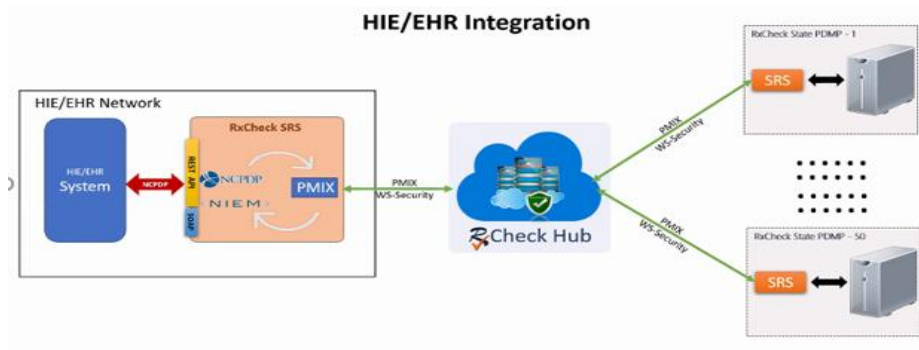 HIE/EHR Integration
RxCheck State PDMP - 1
SRS
HIE/EHR Network
RxCheck SRS
HIE/EHR
System
NCPDP
REST API
SOAP
NCPDP
NIEM
PMIX
PMIX
WS-Security
Rx Check Hub
PMIX
WS-Security
PMIX
WS-Security
RxCheck State PDMP - 50
SRS